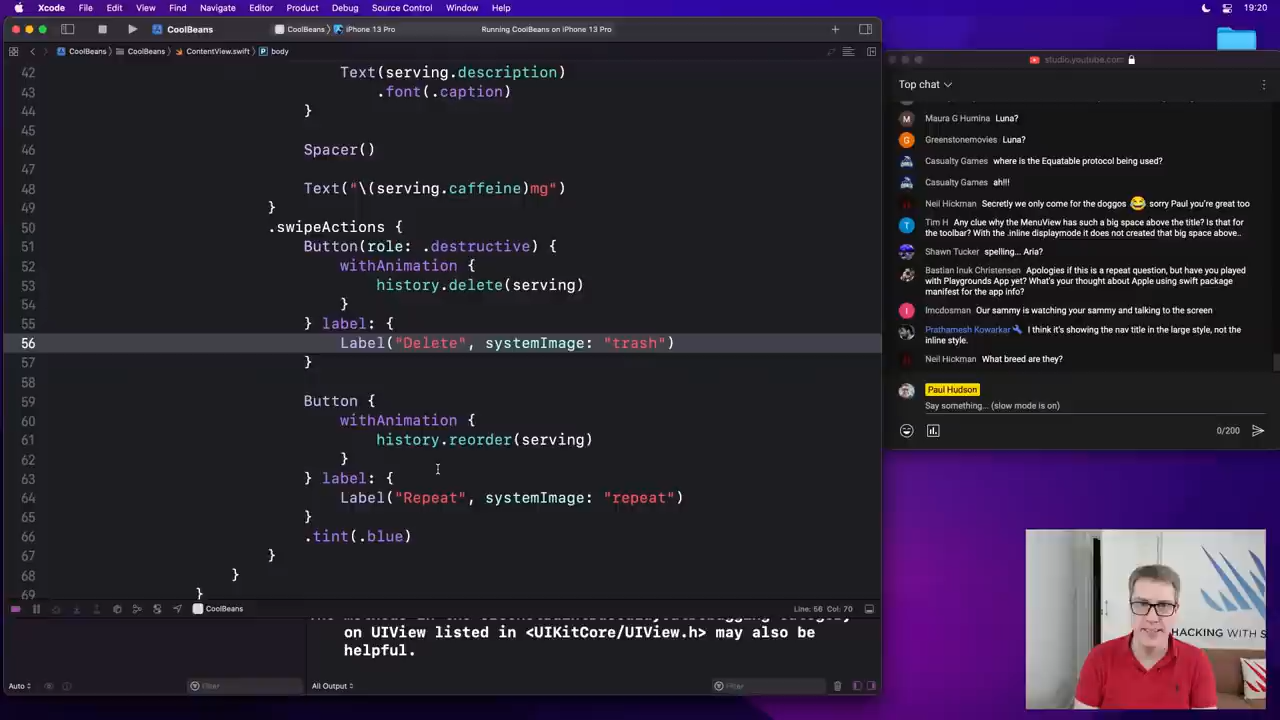 Xcode File Edit View Find Navigate Editor Product Debug Source Control Window Help 19:20
CoolBeans CoolBeans iPhone 13 Pro Running CoolBeans on iPhone 13 Pro
CoolBeans CoolBeans ContentView.swift body
42 Text(serving.description)
43 .font(.caption)
44 }
45
46 Spacer()
47
48 Text("\(serving.caffeine)mg")
49 }
50 .swipeActions {
51 Button(role: .destructive) {
52 withAnimation {
53 history.delete(serving)
54 }
55 } label: {
56 Label("Delete", systemImage: "trash")
57 }
58
59 Button {
60 withAnimation {
61 history.reorder(serving)
62 }
63 } label: {
64 Label("Repeat", systemImage: "repeat")
65 }
66 .tint(.blue)
67 }
68 }
69 }
CoolBeans Line: 56 Col: 70
on UIView listed in <UIKitCore/UIView.h> may also be
helpful.
Auto Filter All Output Filter
studio.youtube.com
Top chat
M Maura G Humina Luna?
G Greenstonemovies Luna?
Casualty Games where is the Equatable protocol being used?
Casualty Games ah!!!
Neil Hickman Secretly we only come for the doggos 😂 sorry Paul you're great too
T Tim H Any clue why the MenuView has such a big space above the title? Is that for
the toolbar? With the .inline displaymode it does not created that big space above..
Shawn Tucker spelling... Aria?
Bastian Inuk Christensen Apologies if this is a repeat question, but have you played
with Playgrounds App yet? What's your thought about Apple using swift package
manifest for the app info?
I Imcdosman Our sammy is watching your sammy and talking to the screen
Prathamesh Kowarkar I think it's showing the nav title in the large style, not the
inline style.
Neil Hickman What breed are they?
Paul Hudson
Say something... (slow mode is on)
0/200
HACKING WITH S